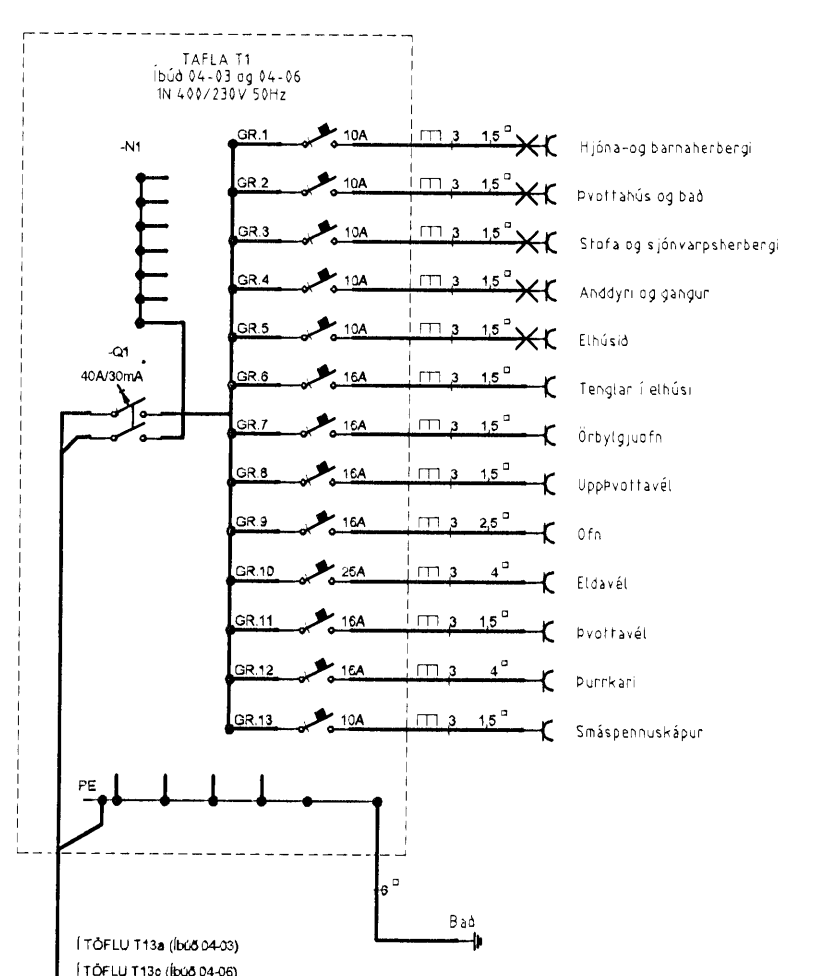 TAFLA T1
Íbúð 04-03 og 04-06
1N 400/230V 50Hz
-N1
-Q1
40A/30mA
GR.1 10A 3 1,5 Hjóna-og barnaherbergi
GR.2 10A 3 1,5 Þvottahús og bað
GR.3 10A 3 1,5 Stofa og sjónvarpsherbergi
GR.4 10A 3 1,5 Anddyri og gangur
GR.5 10A 3 1,5 Elhúsið
GR.6 16A 3 1,5 Tenglar í elhúsi
GR.7 16A 3 1,5 Örbylgjuofn
GR.8 16A 3 1,5 Uppþvottavél
GR.9 16A 3 2,5 Ofn
GR.10 25A 3 4 Eldavél
GR.11 16A 3 1,5 Þvottavél
GR.12 16A 3 4 Þurrkari
GR.13 10A 3 1,5 Smáspennuskápur
PE
6
Bað
Í TÖFLU T13a (Íbúð 04-03)
Í TÖFLU T13c (Íbúð 04-06)